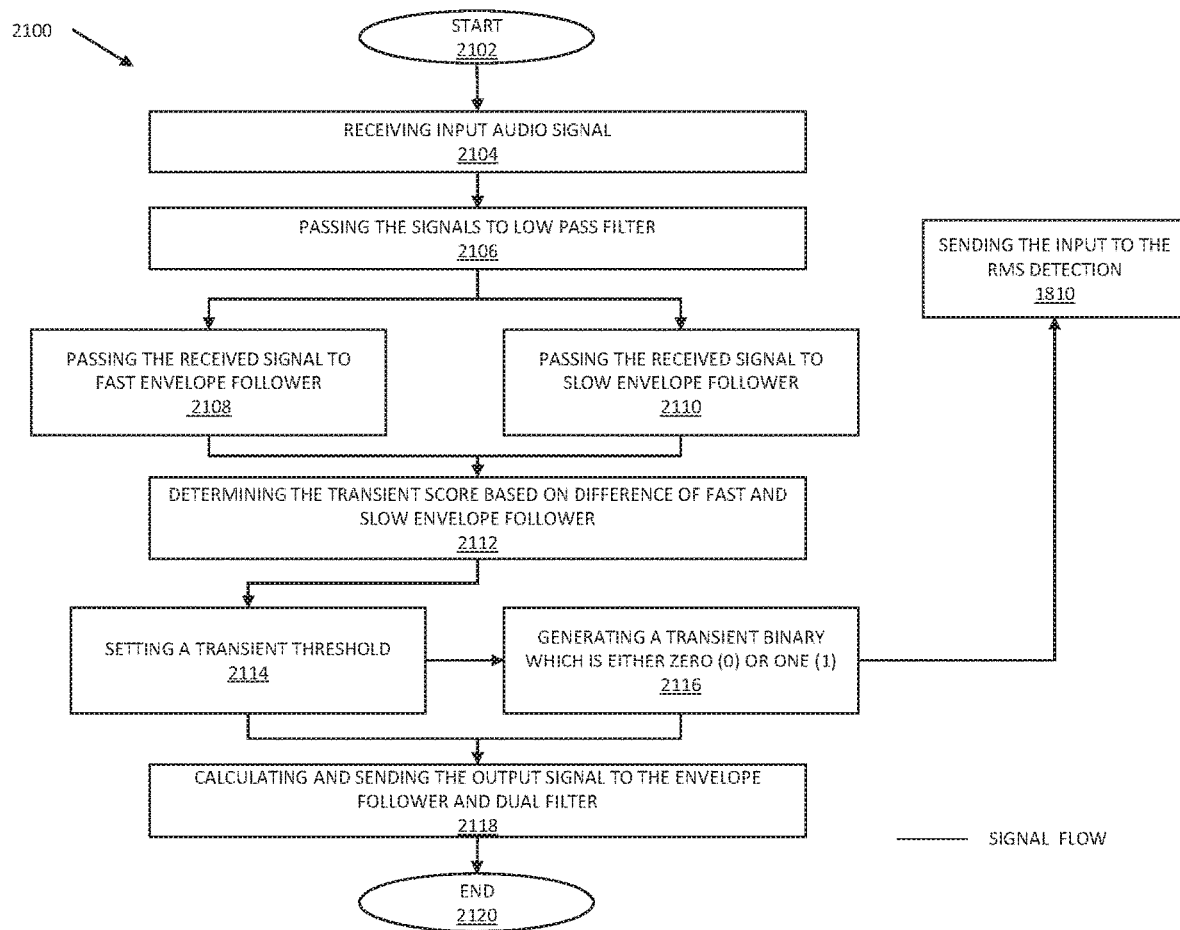 2100
START
2102
RECEIVING INPUT AUDIO SIGNAL
2104
PASSING THE SIGNALS TO LOW PASS FILTER
2106
SENDING THE INPUT TO THE
RMS DETECTION
1810
PASSING THE RECEIVED SIGNAL TO
FAST ENVELOPE FOLLOWER
2108
PASSING THE RECEIVED SIGNAL TO
SLOW ENVELOPE FOLLOWER
2110
DETERMINING THE TRANSIENT SCORE BASED ON DIFFERENCE OF FAST AND
SLOW ENVELOPE FOLLOWER
2112
SETTING A TRANSIENT THRESHOLD
2114
GENERATING A TRANSIENT BINARY
WHICH IS EITHER ZERO (0) OR ONE (1)
2116
CALCULATING AND SENDING THE OUTPUT SIGNAL TO THE ENVELOPE
FOLLOWER AND DUAL FILTER
2118
SIGNAL FLOW
END
2120